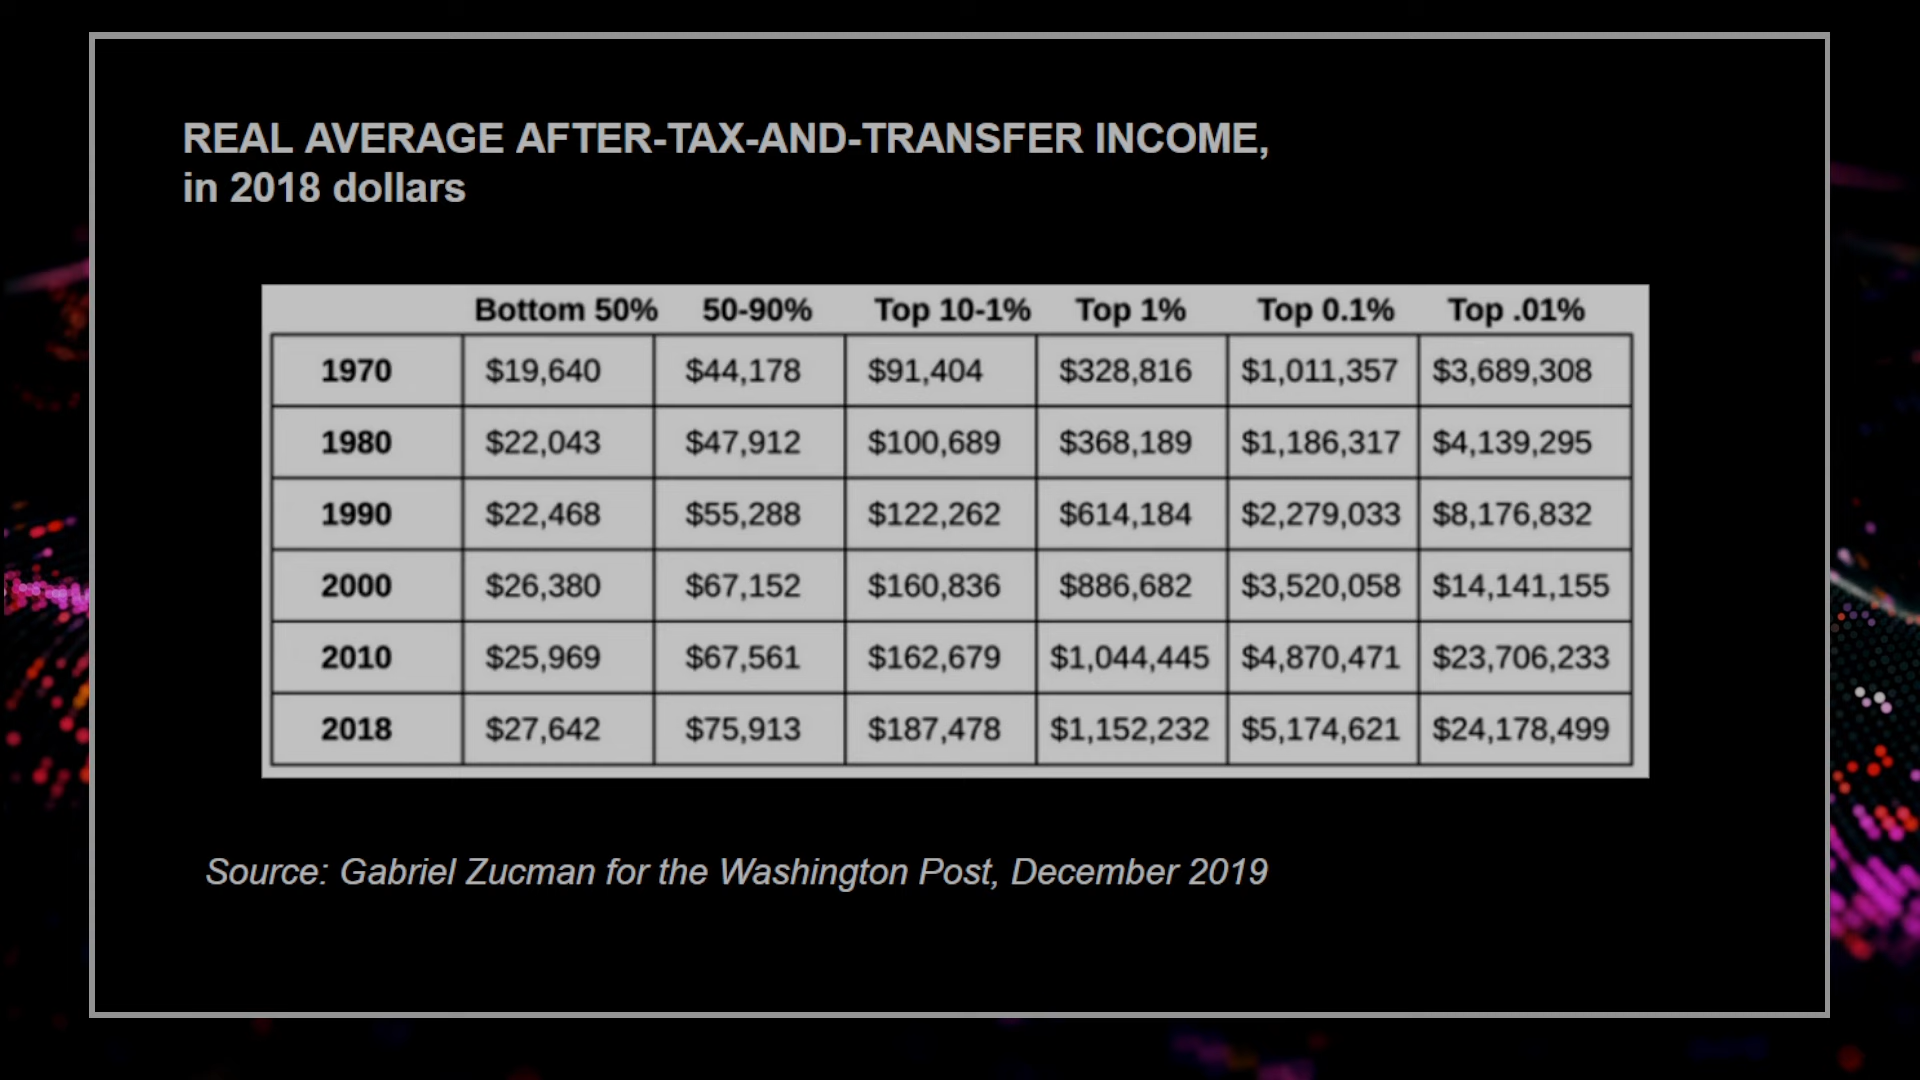 REAL AVERAGE AFTER-TAX-AND-TRANSFER INCOME,
in 2018 dollars
Bottom 50% 50-90% Top 10-1% Top 1% Top 0.1% Top .01%
1970 $19,640 $44,178 $91,404 $328,816 $1,011,357 $3,689,308
1980 $22,043 $47,912 $100,689 $368,189 $1,186,317 $4,139,295
1990 $22,468 $55,288 $122,262 $614,184 $2,279,033 $8,176,832
2000 $26,380 $67,152 $160,836 $886,682 $3,520,058 $14,141,155
2010 $25,969 $67,561 $162,679 $1,044,445 $4,870,471 $23,706,233
2018 $27,642 $75,913 $187,478 $1,152,232 $5,174,621 $24,178,499
Source: Gabriel Zucman for the Washington Post, December 2019